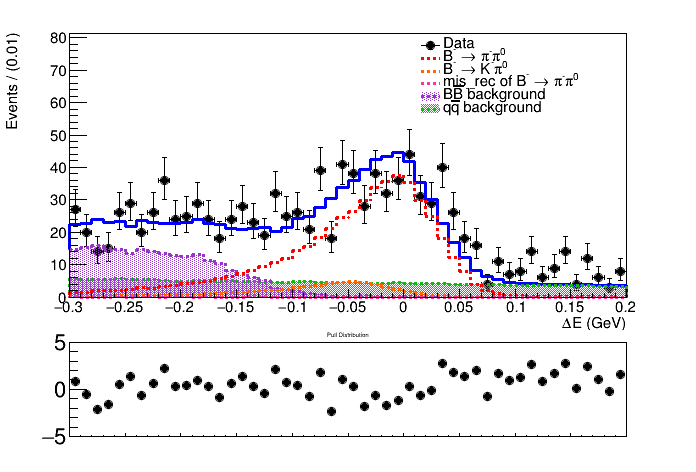 Events / (0.01)
80
70
60
50
40
30
20
10
0
Data
B⁻ → π⁻π⁰
B⁻ → K⁻π⁰
mis_rec of B⁻ → π⁻π⁰
BB̅ background
qq̅ background
−0.3 −0.25 −0.2 −0.15 −0.1 −0.05 0 0.05 0.1 0.15 0.2
ΔE (GeV)
Pull Distribution
5
0
−5